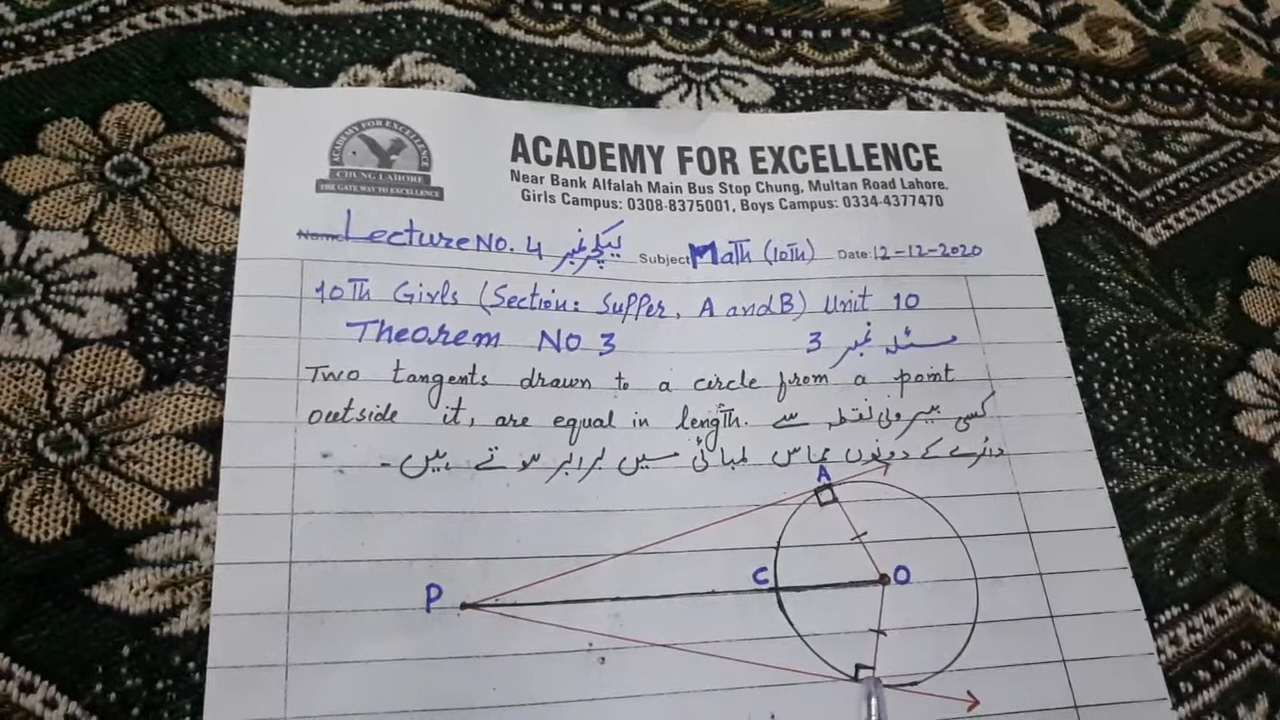 ACADEMY FOR EXCELLENCE
CHUNG LAHORE
THE GATE WAY TO EXCELLENCE
ACADEMY FOR EXCELLENCE
Near Bank Alfalah Main Bus Stop Chung, Multan Road Lahore.
Girls Campus: 0308-8375001, Boys Campus: 0334-4377470
Name Lecture No. 4 لیکچر نمبر Subject Math (10Th) Date: 12-12-2020
10Th Girls (Section: Suffer, A and B) Unit 10
Theorem No 3 مسئلہ نمبر 3
Two tangents drawn to a circle from a point
outside it, are equal in length. کسی بیرونی نقطہ سے
دائرے کے دونوں مماس لمبائی میں برابر ہوتے ہیں۔
A
C
O
P